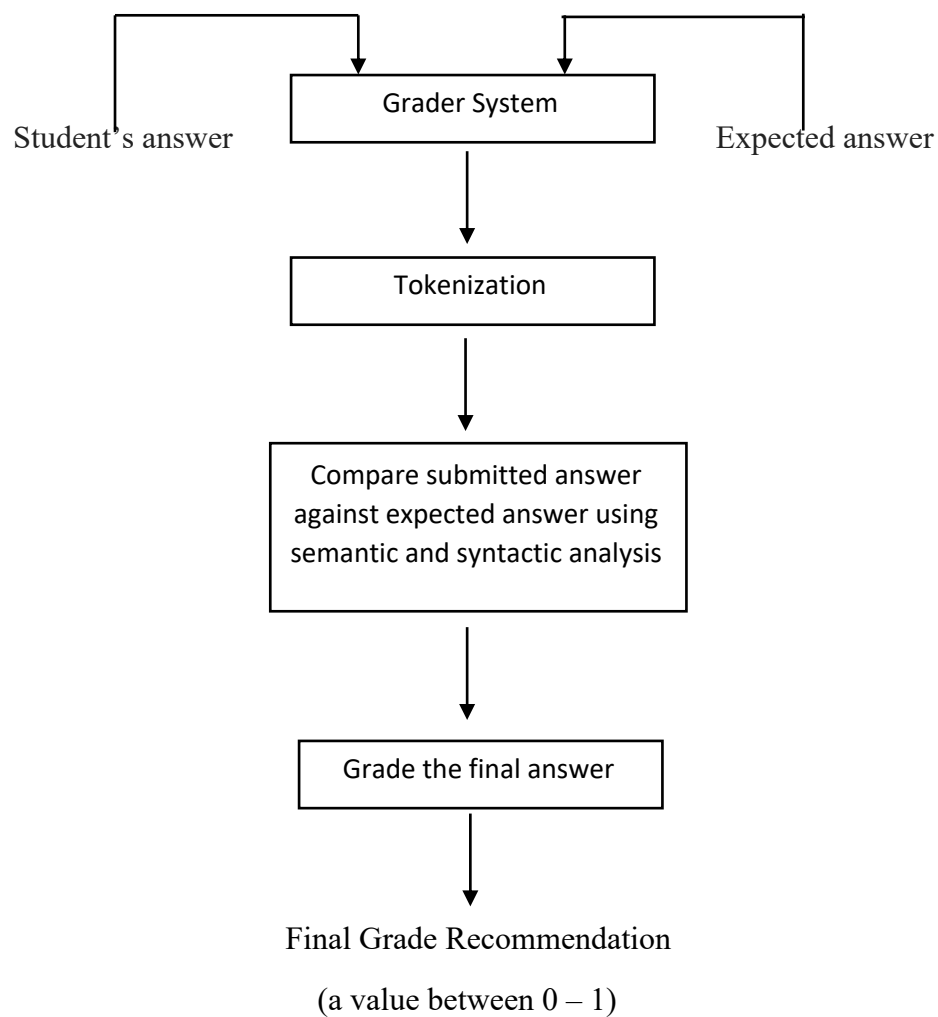 Grader System
Student’s answer
Expected answer
Tokenization
Compare submitted answer
against expected answer using
semantic and syntactic analysis
Grade the final answer
Final Grade Recommendation
(a value between 0 – 1)